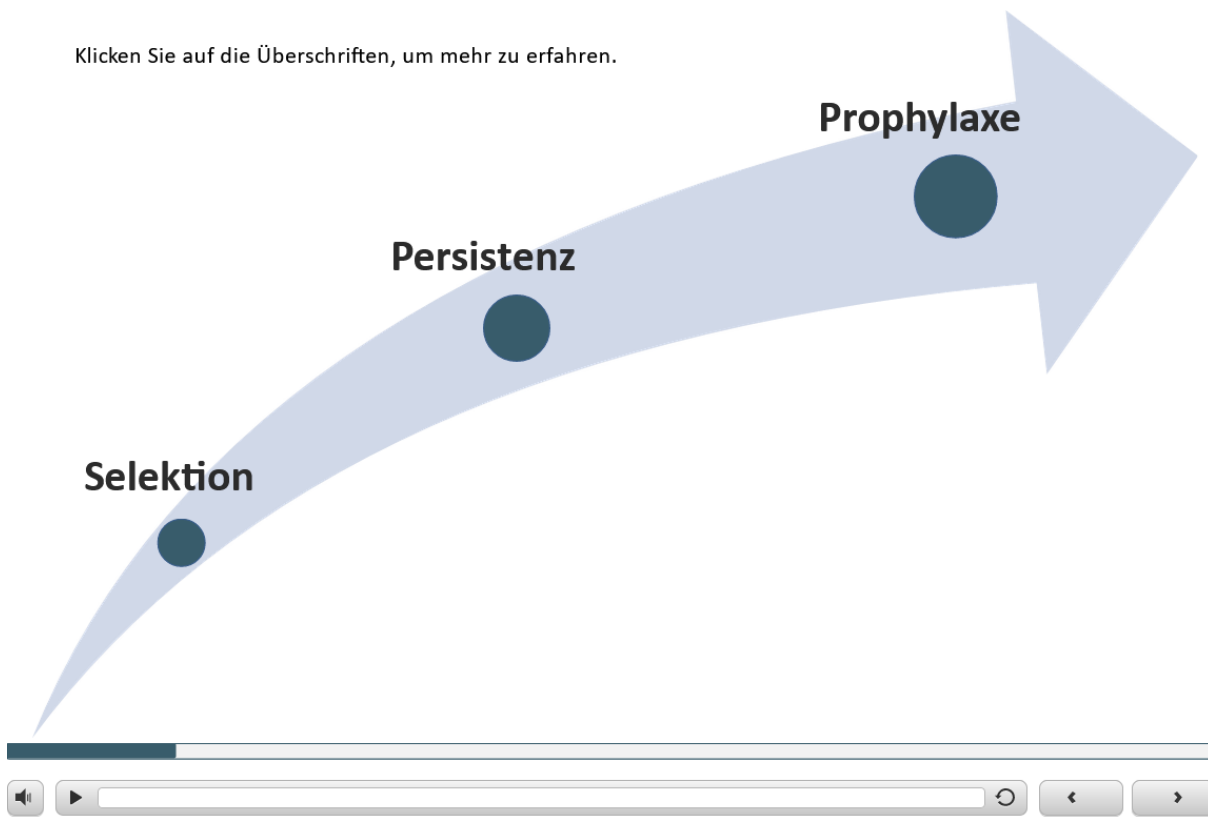 Klicken Sie auf die Überschriften, um mehr zu erfahren.
Prophylaxe
Persistenz
Selektion